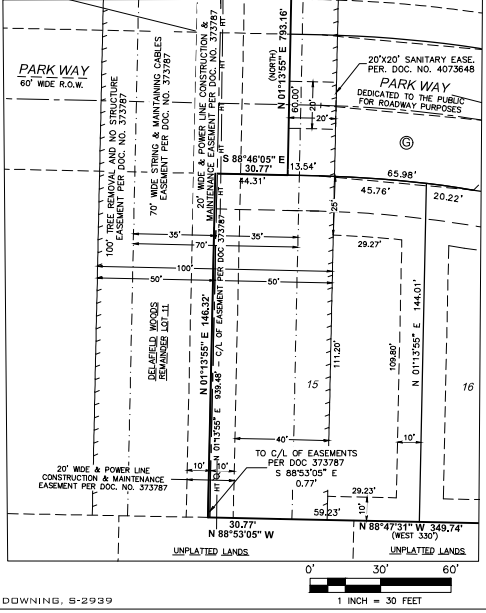 PARK WAY
60' WIDE R.O.W.
100' TREE REMOVAL AND NO STRUCTURE
EASEMENT PER DOC. NO. 373787
70' WIDE STRING & MAINTAINING CABLES
EASEMENT PER DOC. NO. 373787
20' WIDE & POWER LINE CONSTRUCTION &
MAINTENANCE EASEMENT PER DOC. NO. 373787
HT
HT
HT
(NORTH)
N 01°13'55" E 793.16'
60.00'
20'
20'
20'X20' SANITARY EASE.
PER. DOC. NO. 4073648
PARK WAY
DEDICATED TO THE PUBLIC
FOR ROADWAY PURPOSES
G
S 88°46'05" E
30.77'
13.54'
44.31'
65.98'
45.76'
20.22'
25'
35'
35'
70'
100'
50'
50'
29.27'
DELAFIELD WOODS
REMAINDER LOT 11
N 01°13'55" E 146.32'
N 01°13'55" E 939.48' - C/L OF EASEMENT PER DOC 373787
111.20'
109.80'
N 01°13'55" E 144.01'
15
16
40'
10'
TO C/L OF EASEMENTS
PER DOC 373787
S 88°53'05" E
0.77'
20' WIDE & POWER LINE
CONSTRUCTION & MAINTENANCE
EASEMENT PER DOC. NO. 373787
10'
10'
HT
29.23'
10'
59.23'
30.77'
N 88°53'05" W
N 88°47'31" W 349.74'
(WEST 330')
UNPLATTED LANDS
UNPLATTED LANDS
0' 30' 60'
1 INCH = 30 FEET
DOWNING, S-2939